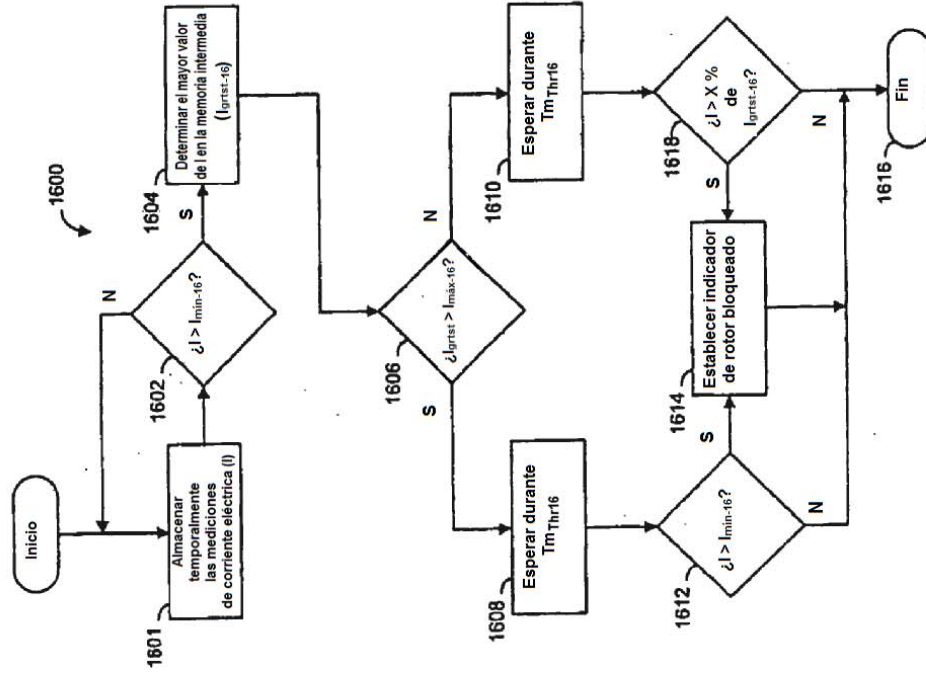 1600
Inicio
1601
Almacenar
temporalmente
las mediciones
de corriente eléctrica (I)
1602
¿I > Imin-16?
N
S
1604
Determinar el mayor valor
de I en la memoria intermedia
(Igrtst-16)
1606
¿Igrtst > Imáx-16?
S
N
1608
Esperar durante
TmThr16
1610
Esperar durante
TmThr16
1612
¿I > Imin-16?
S
N
1614
Establecer indicador
de rotor bloqueado
1618
¿I > X %
de
Igrtst-16?
S
N
1616
Fin